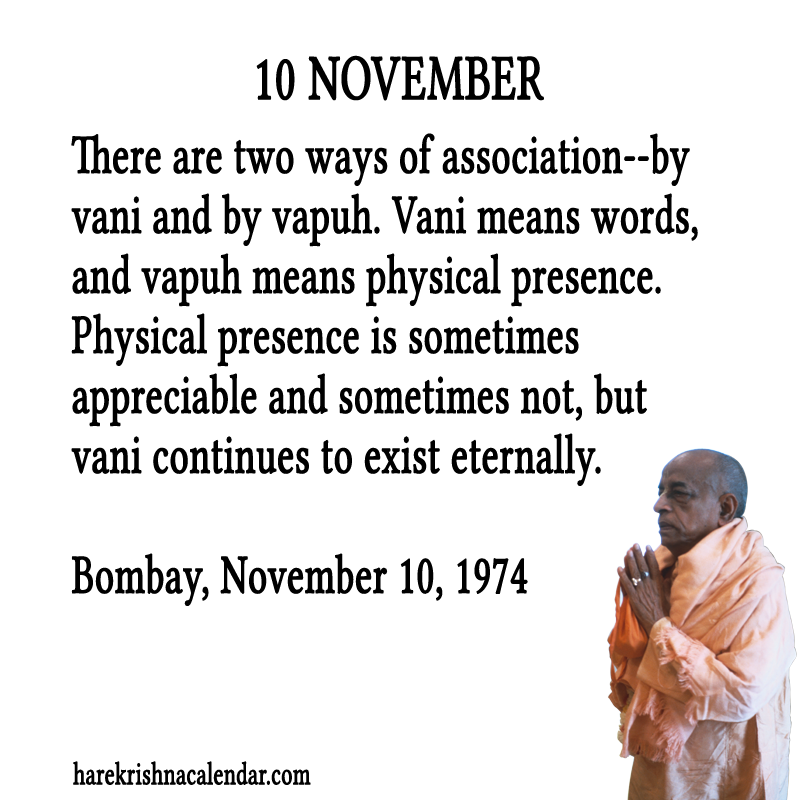 10 NOVEMBER
There are two ways of association--by
vani and by vapuh. Vani means words,
and vapuh means physical presence.
Physical presence is sometimes
appreciable and sometimes not, but
vani continues to exist eternally.
Bombay, November 10, 1974
harekrishnacalendar.com